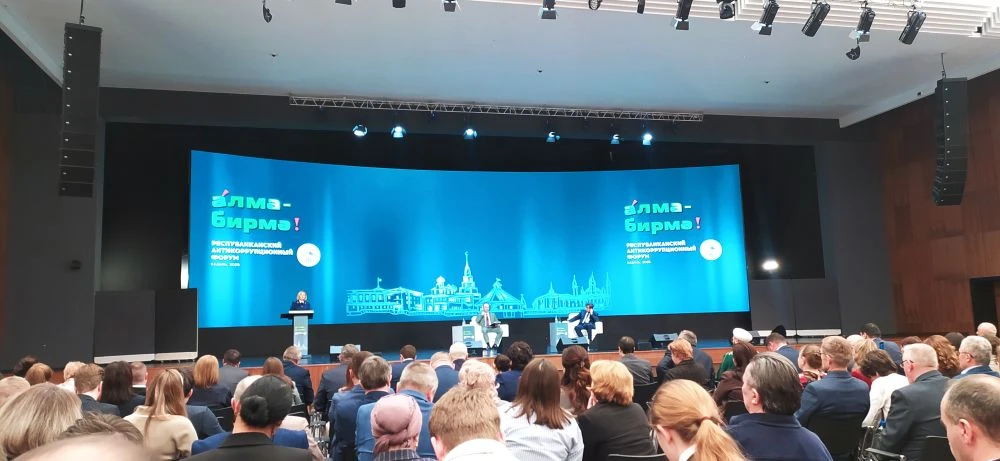 алма-
бирмә!
РЕСПУБЛИКАНСКИЙ
АНТИКОРРУПЦИОННЫЙ
ФОРУМ
алма-
бирмә!
РЕСПУБЛИКАНСКИЙ
АНТИКОРРУПЦИОННЫЙ
ФОРУМ